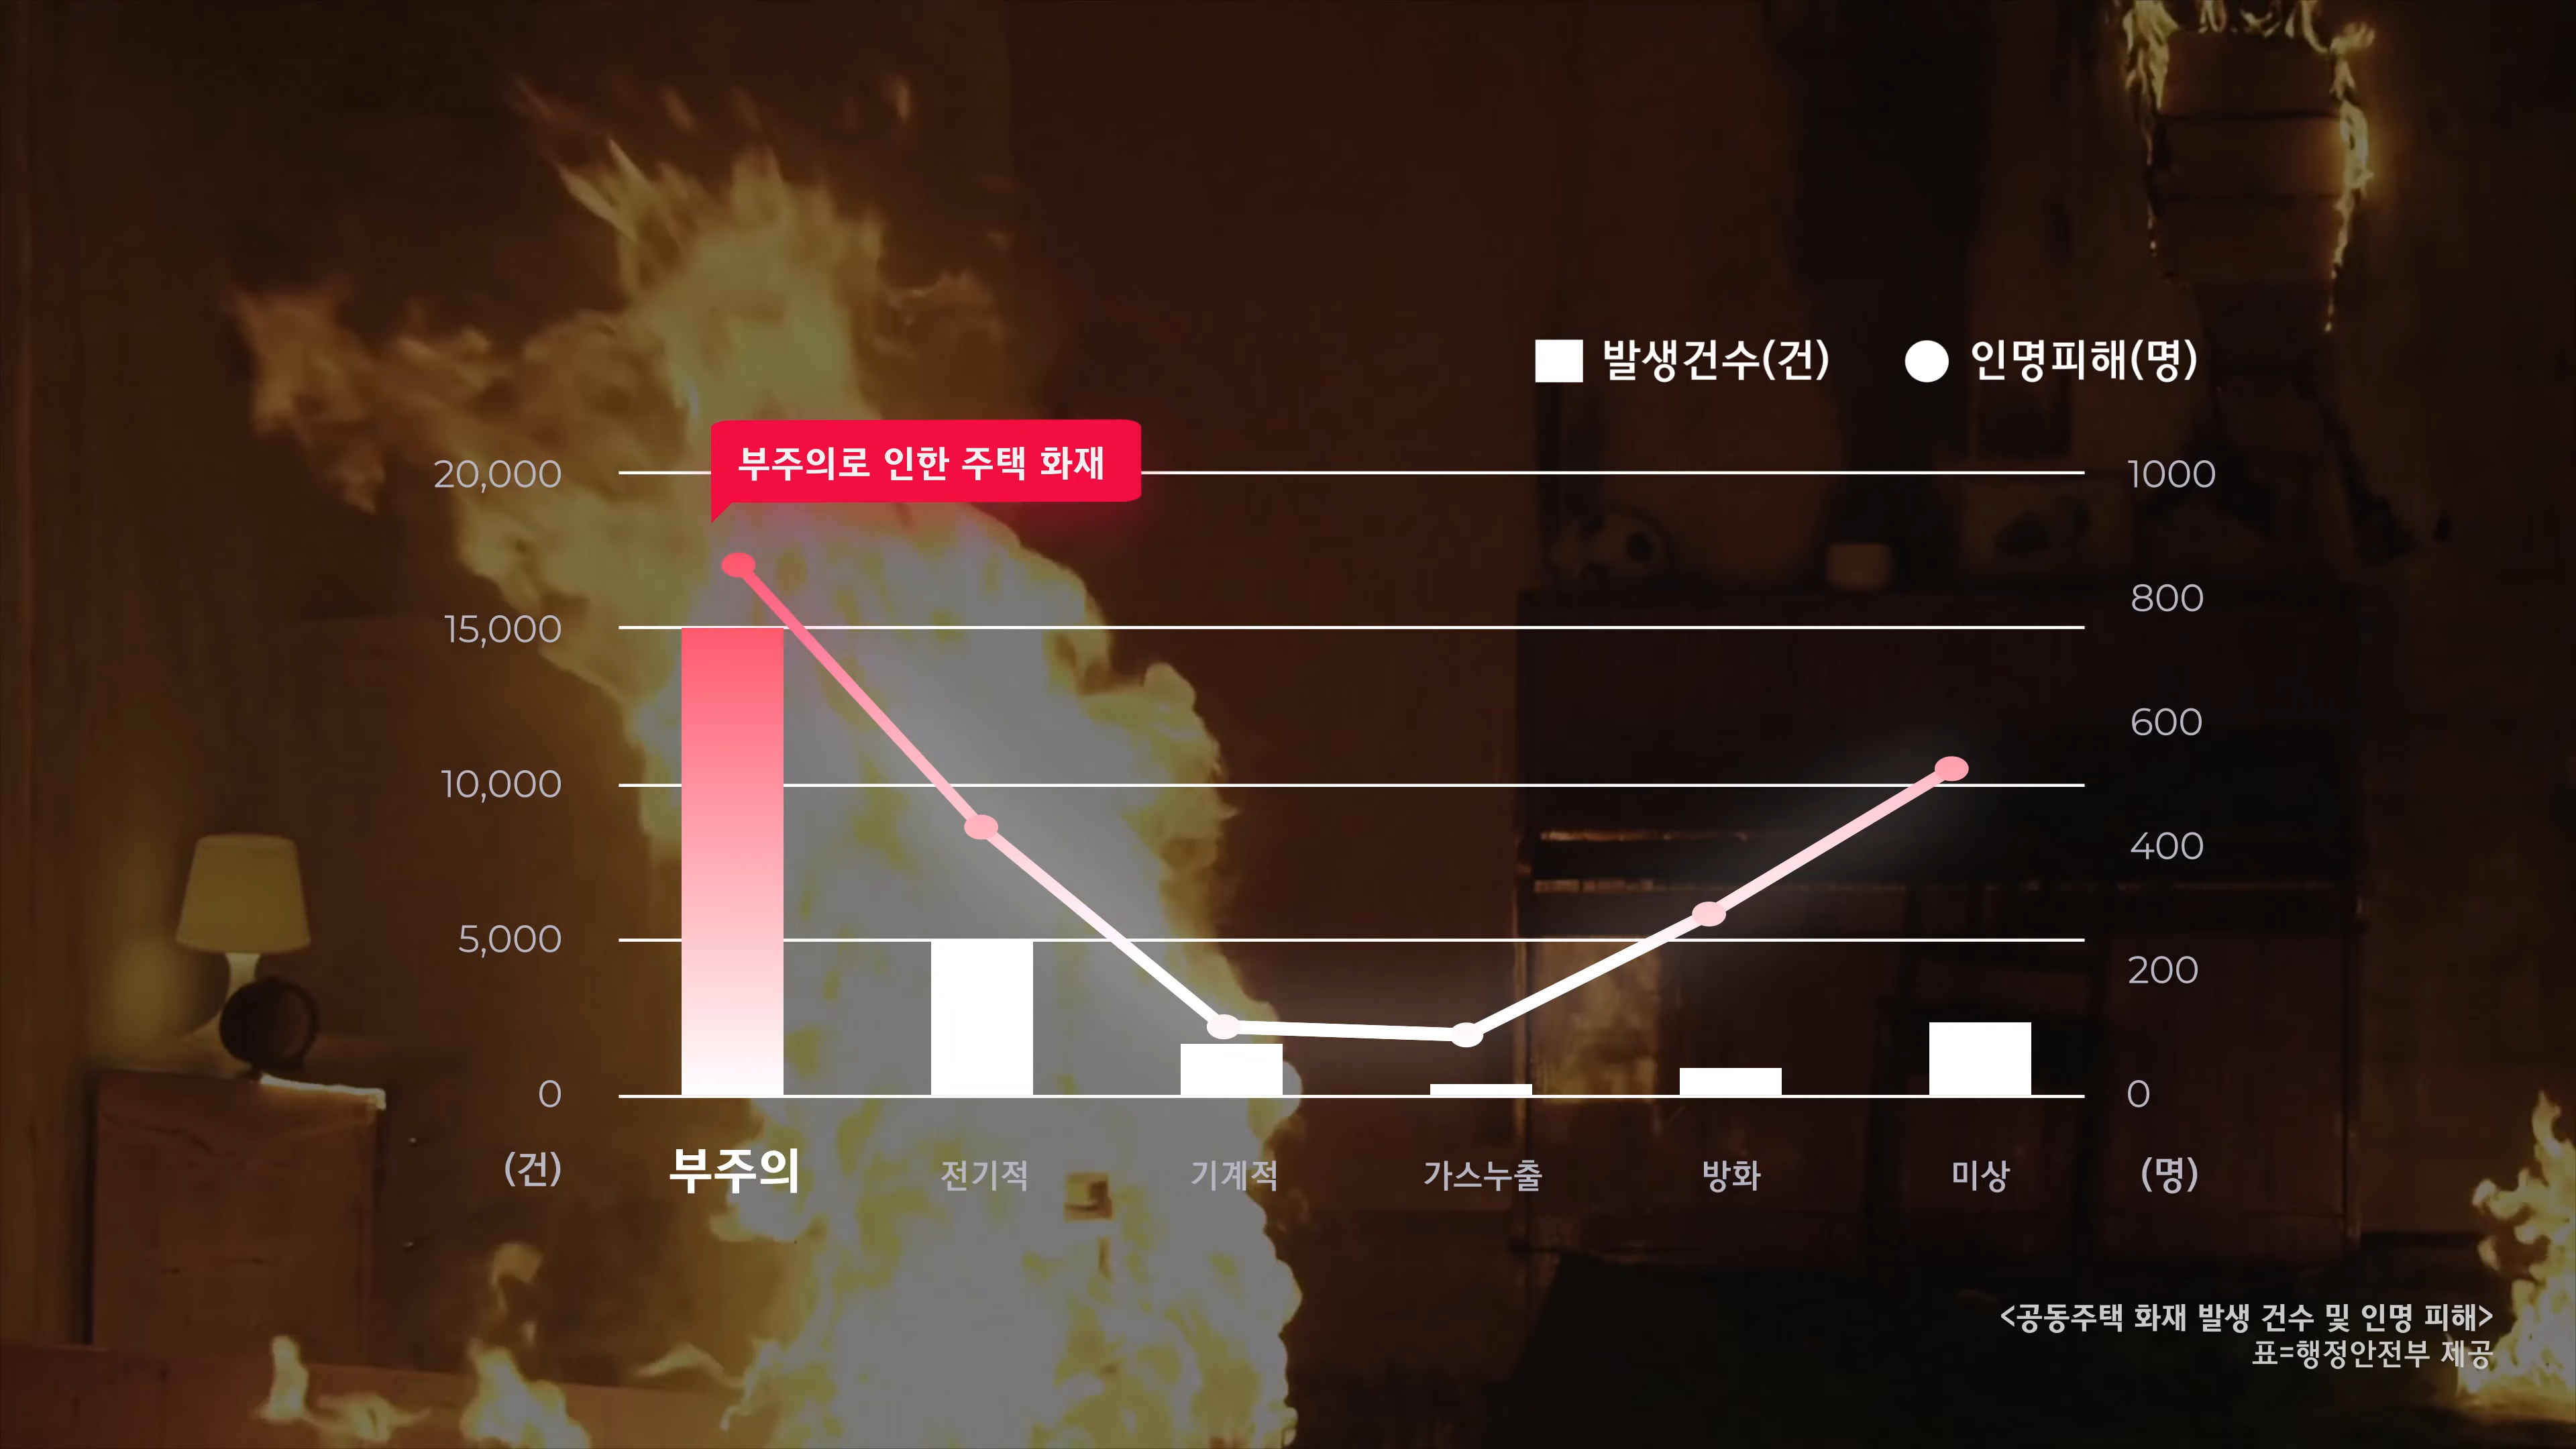 발생건수(건) 인명피해(명)
부주의로 인한 주택 화재
20,000
15,000
10,000
5,000
0
(건)
1000
800
600
400
200
0
(명)
부주의 전기적 기계적 가스누출 방화 미상
<공동주택 화재 발생 건수 및 인명 피해>
표=행정안전부 제공